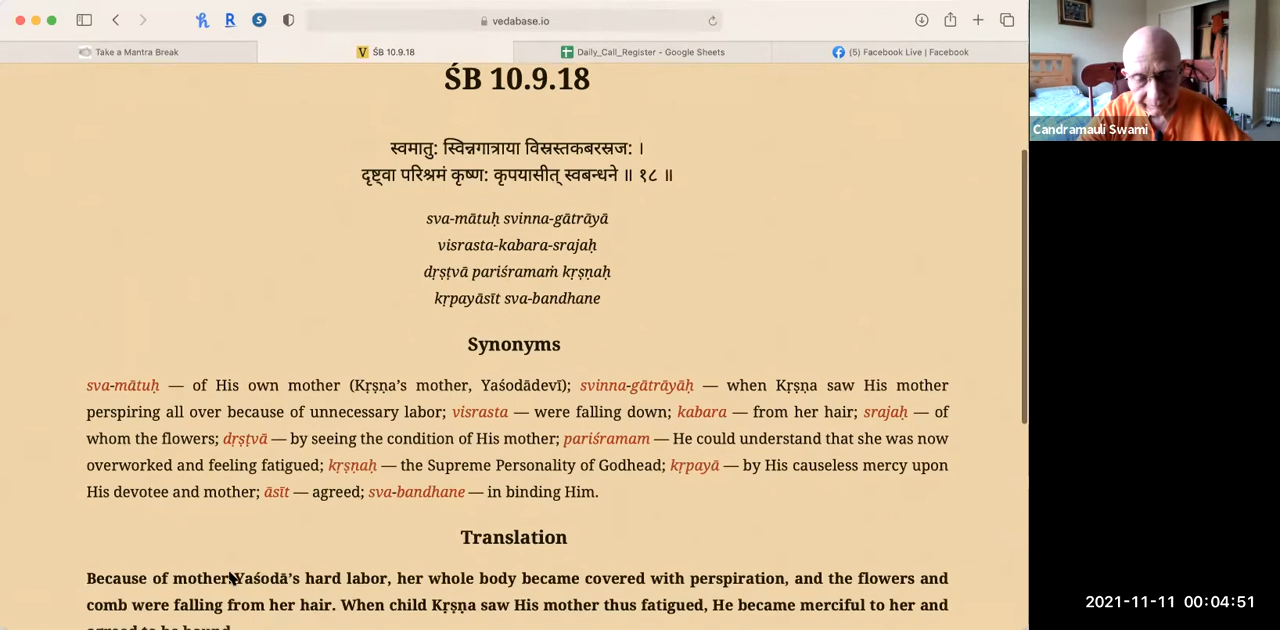 vedabase.io
Take a Mantra Break
ŚB 10.9.18
Daily_Call_Register - Google Sheets
(5) Facebook Live | Facebook
ŚB 10.9.18
स्वमातु: स्विन्नगात्राया विस्रस्तकबरस्रज: ।
द‍ृष्ट्वा परिश्रमं कृष्ण: कृपयासीत् स्वबन्धने ॥ १८ ॥
sva-mātuḥ svinna-gātrāyā
visrasta-kabara-srajaḥ
dṛṣṭvā pariśramaṁ kṛṣṇaḥ
kṛpayāsīt sva-bandhane
Synonyms
sva-mātuḥ — of His own mother (Kṛṣṇa’s mother, Yaśodādevī); svinna-gātrāyāḥ — when Kṛṣṇa saw His mother
perspiring all over because of unnecessary labor; visrasta — were falling down; kabara — from her hair; srajaḥ — of
whom the flowers; dṛṣṭvā — by seeing the condition of His mother; pariśramam — He could understand that she was now
overworked and feeling fatigued; kṛṣṇaḥ — the Supreme Personality of Godhead; kṛpayā — by His causeless mercy upon
His devotee and mother; āsīt — agreed; sva-bandhane — in binding Him.
Translation
Because of mother Yaśodā’s hard labor, her whole body became covered with perspiration, and the flowers and
comb were falling from her hair. When child Kṛṣṇa saw His mother thus fatigued, He became merciful to her and
agreed to be bound.
Candramauli Swami
2021-11-11 00:04:51